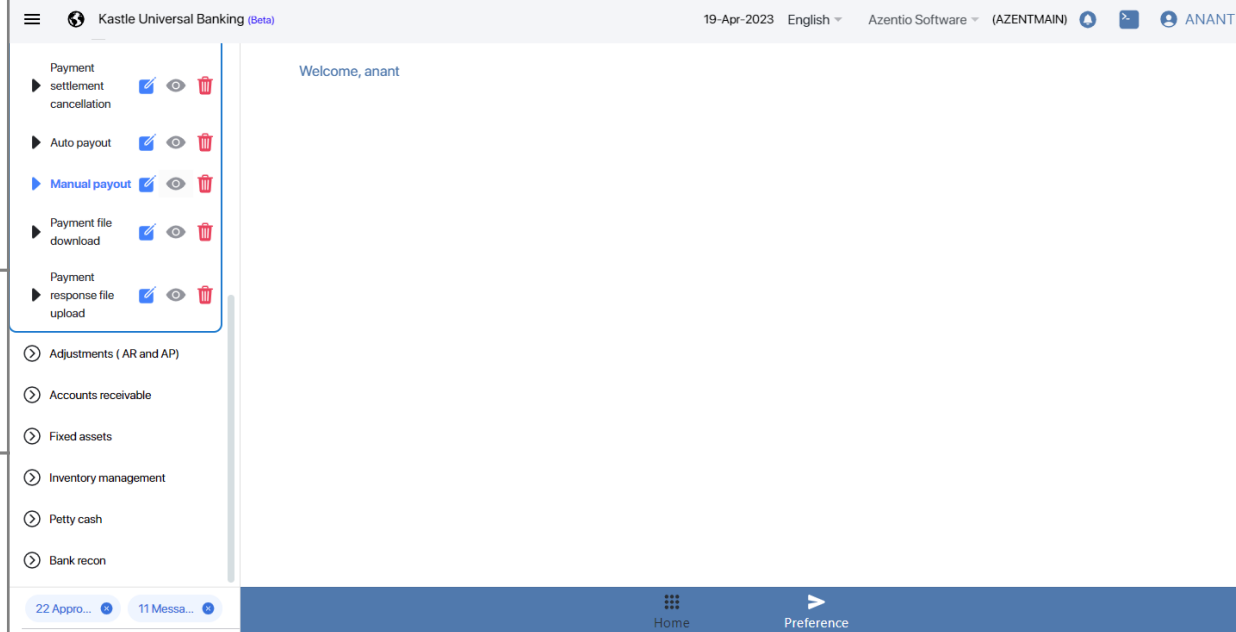 Kastle Universal Banking (Beta)
19-Apr-2023 English Azentio Software (AZENTMAIN) ANANT
Payment
settlement
cancellation
Auto payout
Manual payout
Payment file
download
Payment
response file
upload
Adjustments ( AR and AP)
Accounts receivable
Fixed assets
Inventory management
Petty cash
Bank recon
22 Appro...
11 Messa...
Welcome, anant
Home
Preference